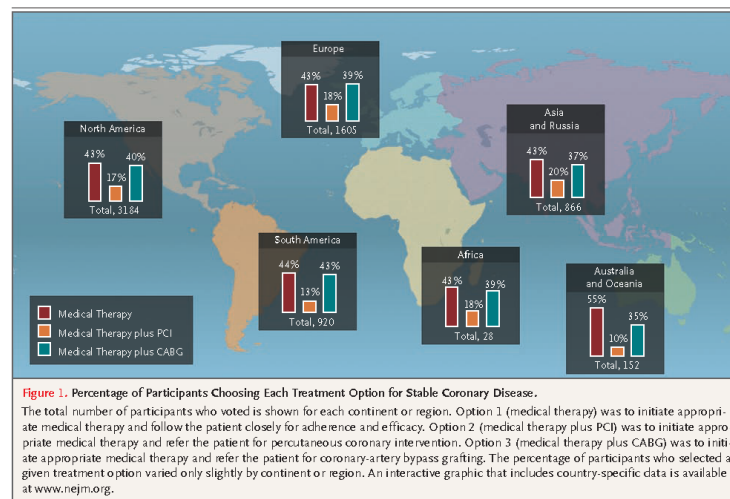 Europe
43%
18%
39%
Total, 1605
North America
43%
17%
40%
Total, 3184
Asia
and Russia
43%
20%
37%
Total, 866
South America
44%
13%
43%
Total, 920
Africa
43%
18%
39%
Total, 28
Australia
and Oceania
55%
10%
35%
Total, 152
Medical Therapy
Medical Therapy plus PCI
Medical Therapy plus CABG
Figure 1. Percentage of Participants Choosing Each Treatment Option for Stable Coronary Disease.
The total number of participants who voted is shown for each continent or region. Option 1 (medical therapy) was to initiate appropri-
ate medical therapy and follow the patient closely for adherence and efficacy. Option 2 (medical therapy plus PCI) was to initiate appro
priate medical therapy and refer the patient for percutaneous coronary intervention. Option 3 (medical therapy plus CABG) was to initi
ate appropriate medical therapy and refer the patient for coronary-artery bypass grafting. The percentage of participants who selected a
given treatment option varied only slightly by continent or region. An interactive graphic that includes country-specific data is available
at www.nejm.org.